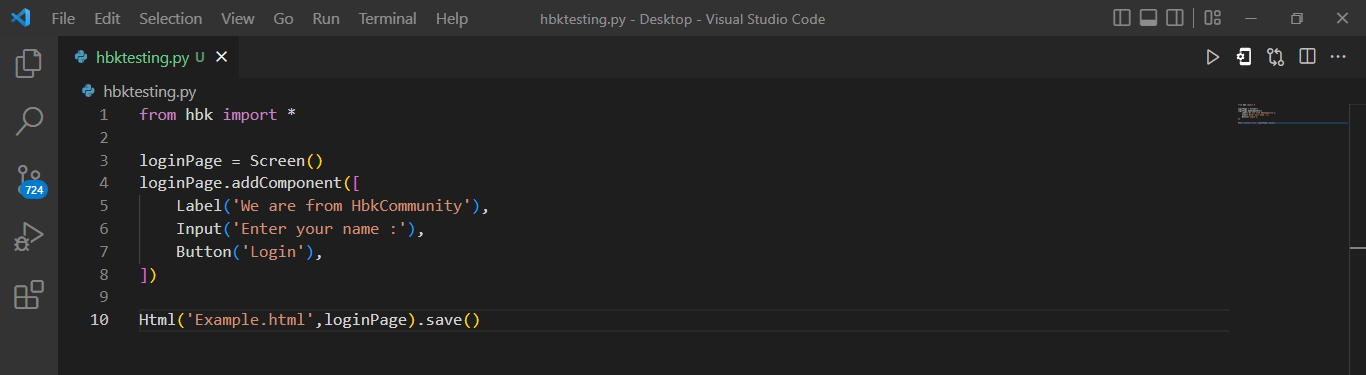 File Edit Selection View Go Run Terminal Help hbktesting.py - Desktop - Visual Studio Code
hbktesting.py U
hbktesting.py
1 from hbk import *
2
3 loginPage = Screen()
4 loginPage.addComponent([
5     Label('We are from HbkCommunity'),
6     Input('Enter your name :'),
7     Button('Login'),
8 ])
9
10 Html('Example.html',loginPage).save()
724